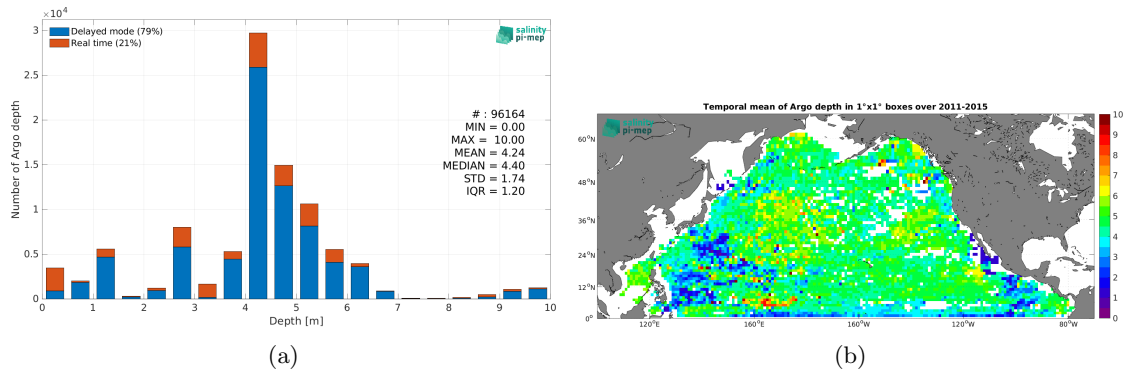 ×10⁴
Delayed mode (79%)
Real time (21%)
salinity
pi-mep
# : 96164
MIN = 0.00
MAX = 10.00
MEAN = 4.24
MEDIAN = 4.40
STD = 1.74
IQR = 1.20
Number of Argo depth
3
2.5
2
1.5
1
0.5
0
0 1 2 3 4 5 6 7 8 9 10
Depth [m]
(a)
Temporal mean of Argo depth in 1°x1° boxes over 2011-2015
salinity
pi-mep
60°N
48°N
36°N
24°N
12°N
0°
120°E 160°E 160°W 120°W 80°W
10
9
8
7
6
5
4
3
2
1
0
(b)